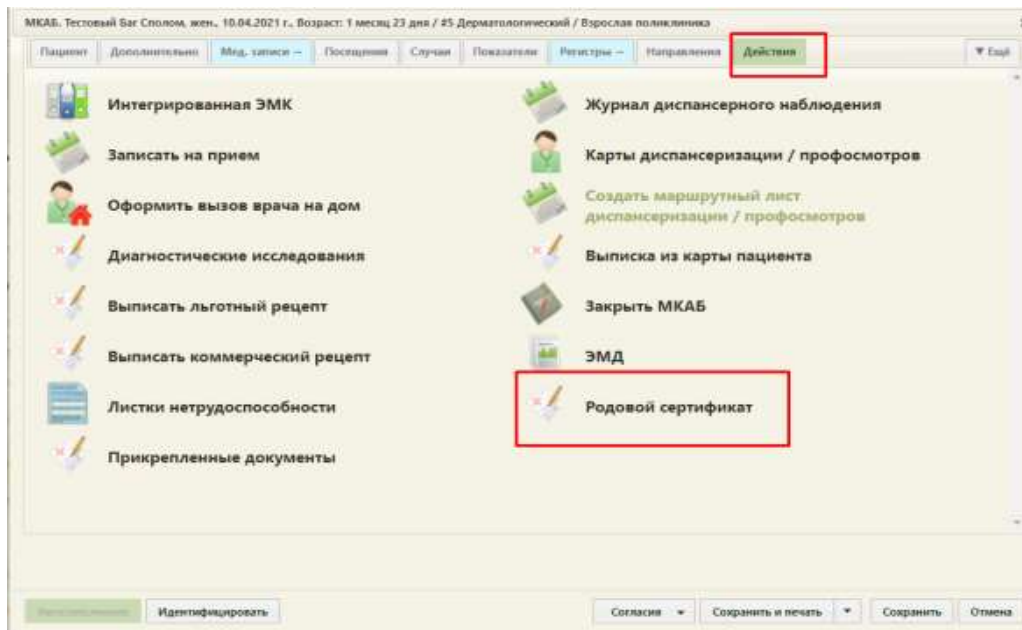 МКАБ. Тестовый Баг Сполом, жен., 10.04.2021 г., Возраст: 1 месяц 23 дня / #5 Дерматологический / Взрослая поликлиника
Пациент Дополнительно Мед. записи – Посещения Случаи Показатели Регистры – Направления Действия Ещё
Интегрированная ЭМК
Журнал диспансерного наблюдения
Записать на прием
Карты диспансеризации / профосмотров
Оформить вызов врача на дом
Создать маршрутный лист
диспансеризации / профосмотров
Диагностические исследования
Выписка из карты пациента
Выписать льготный рецепт
Закрыть МКАБ
Выписать коммерческий рецепт
ЭМД
Листки нетрудоспособности
Родовой сертификат
Прикрепленные документы
Идентифицировать Согласия Сохранить и печать Сохранить Отмена